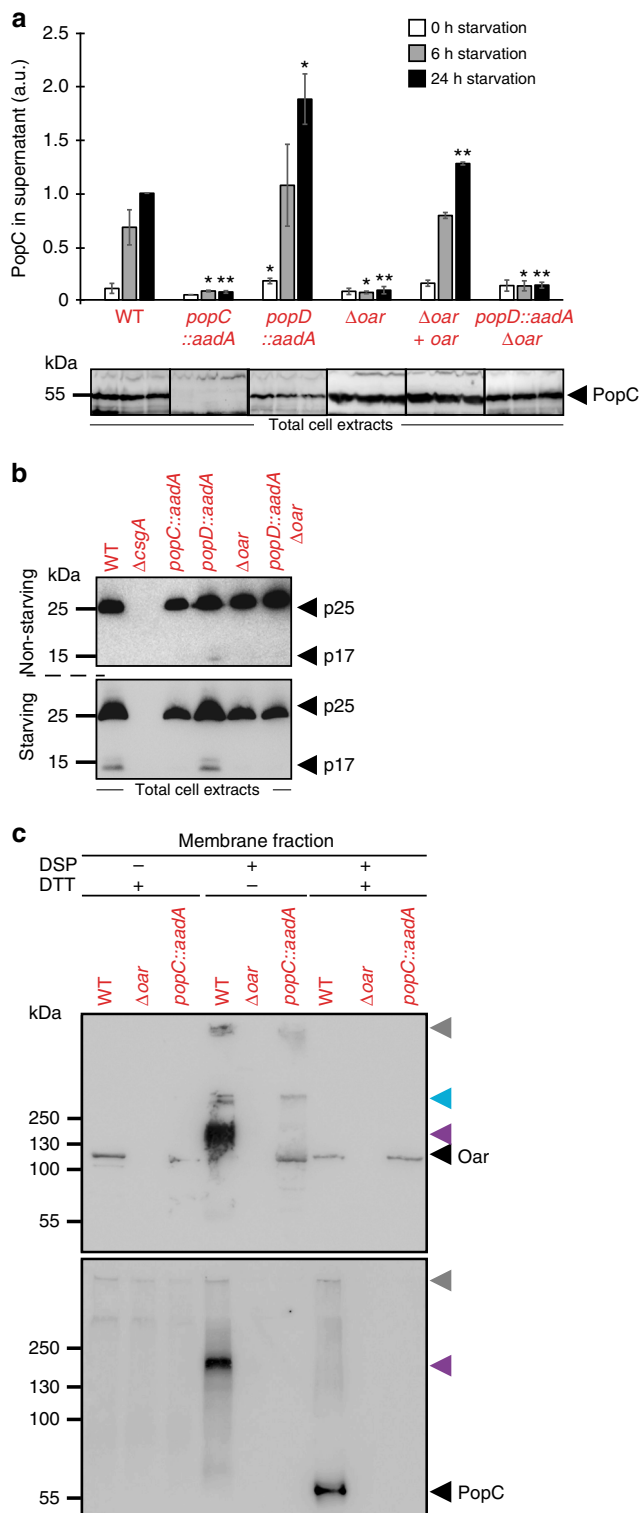 a
0 h starvation
6 h starvation
24 h starvation
PopC in supernatant (a.u.)
2.5
2.0
1.5
1.0
0.5
0
* ** * * * ** ** * **
WT popC ::aadA popD ::aadA Δoar Δoar + oar popD::aadA Δoar
kDa
55
PopC
Total cell extracts
b
WT ΔcsgA popC::aadA popD::aadA Δoar popD::aadA Δoar
kDa
Non-starving
25
p25
15
p17
Starving
25
p25
15
p17
Total cell extracts
c
Membrane fraction
DSP – + +
DTT + – +
WT Δoar popC::aadA WT Δoar popC::aadA WT Δoar popC::aadA
kDa
250
130
Oar
100
55
250
130
100
55
PopC